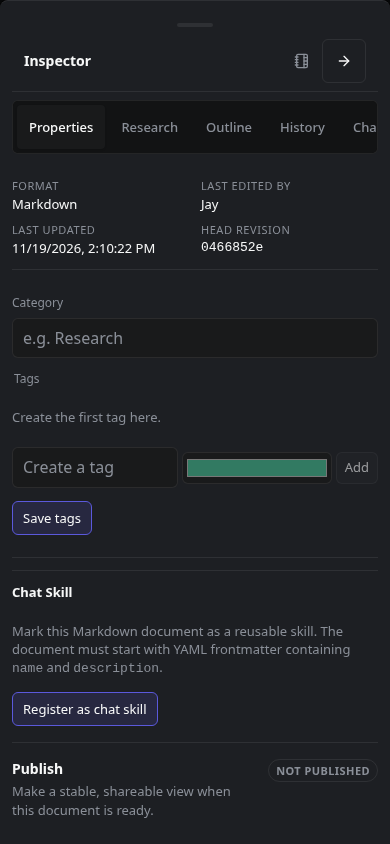 Inspector
Properties Research Outline History Cha
FORMAT
Markdown
LAST EDITED BY
Jay
LAST UPDATED
11/19/2026, 2:10:22 PM
HEAD REVISION
0466852e
Category
e.g. Research
Tags
Create the first tag here.
Create a tag
Add
Save tags
Chat Skill
Mark this Markdown document as a reusable skill. The
document must start with YAML frontmatter containing
name and description.
Register as chat skill
Publish
NOT PUBLISHED
Make a stable, shareable view when
this document is ready.